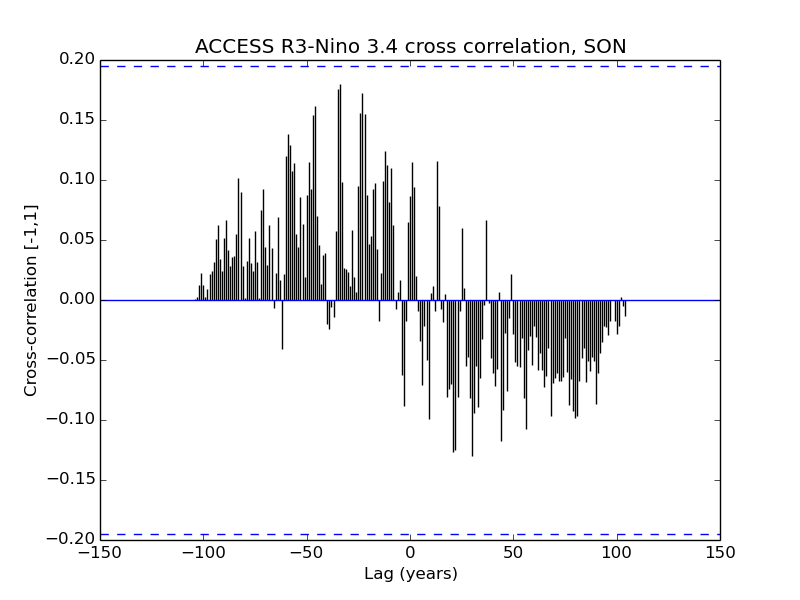 ACCESS R3-Nino 3.4 cross correlation, SON
0.20
0.15
0.10
0.05
0.00
−0.05
−0.10
−0.15
−0.20
Cross-correlation [-1,1]
−150 −100 −50 0 50 100 150
Lag (years)